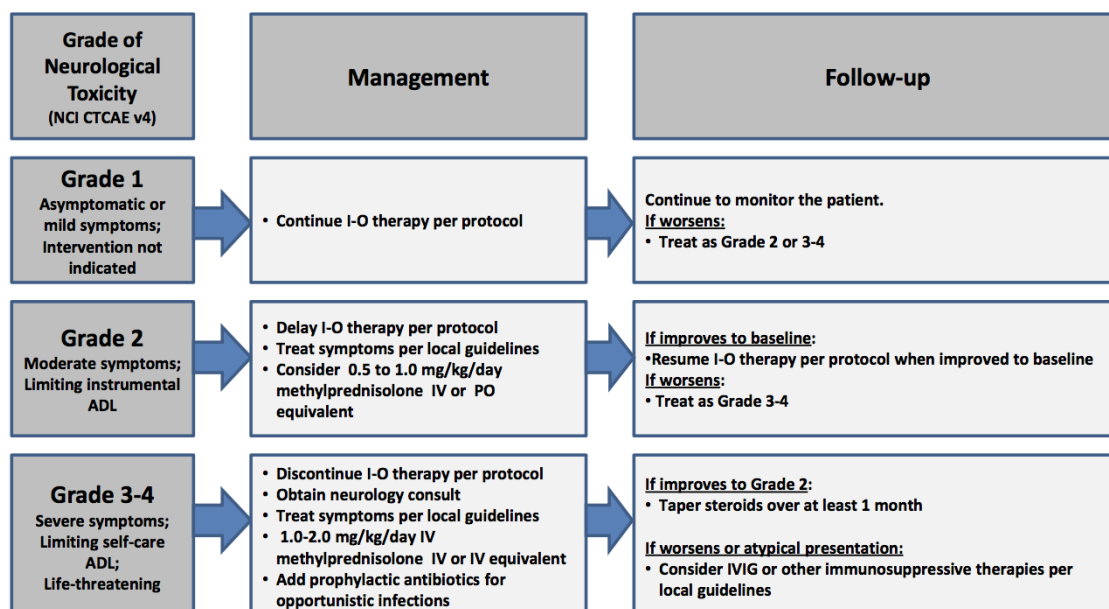 Grade of
Neurological
Toxicity
(NCI CTCAE v4)
Management
Follow-up
Grade 1
Asymptomatic or
mild symptoms;
Intervention not
indicated
• Continue I-O therapy per protocol
Continue to monitor the patient.
If worsens:
• Treat as Grade 2 or 3-4
Grade 2
Moderate symptoms;
Limiting instrumental
ADL
• Delay I-O therapy per protocol
• Treat symptoms per local guidelines
• Consider 0.5 to 1.0 mg/kg/day
methylprednisolone IV or PO
equivalent
If improves to baseline:
•Resume I-O therapy per protocol when improved to baseline
If worsens:
• Treat as Grade 3-4
Grade 3-4
Severe symptoms;
Limiting self-care
ADL;
Life-threatening
• Discontinue I-O therapy per protocol
• Obtain neurology consult
• Treat symptoms per local guidelines
• 1.0-2.0 mg/kg/day IV
methylprednisolone IV or IV equivalent
• Add prophylactic antibiotics for
opportunistic infections
If improves to Grade 2:
• Taper steroids over at least 1 month
If worsens or atypical presentation:
• Consider IVIG or other immunosuppressive therapies per
local guidelines